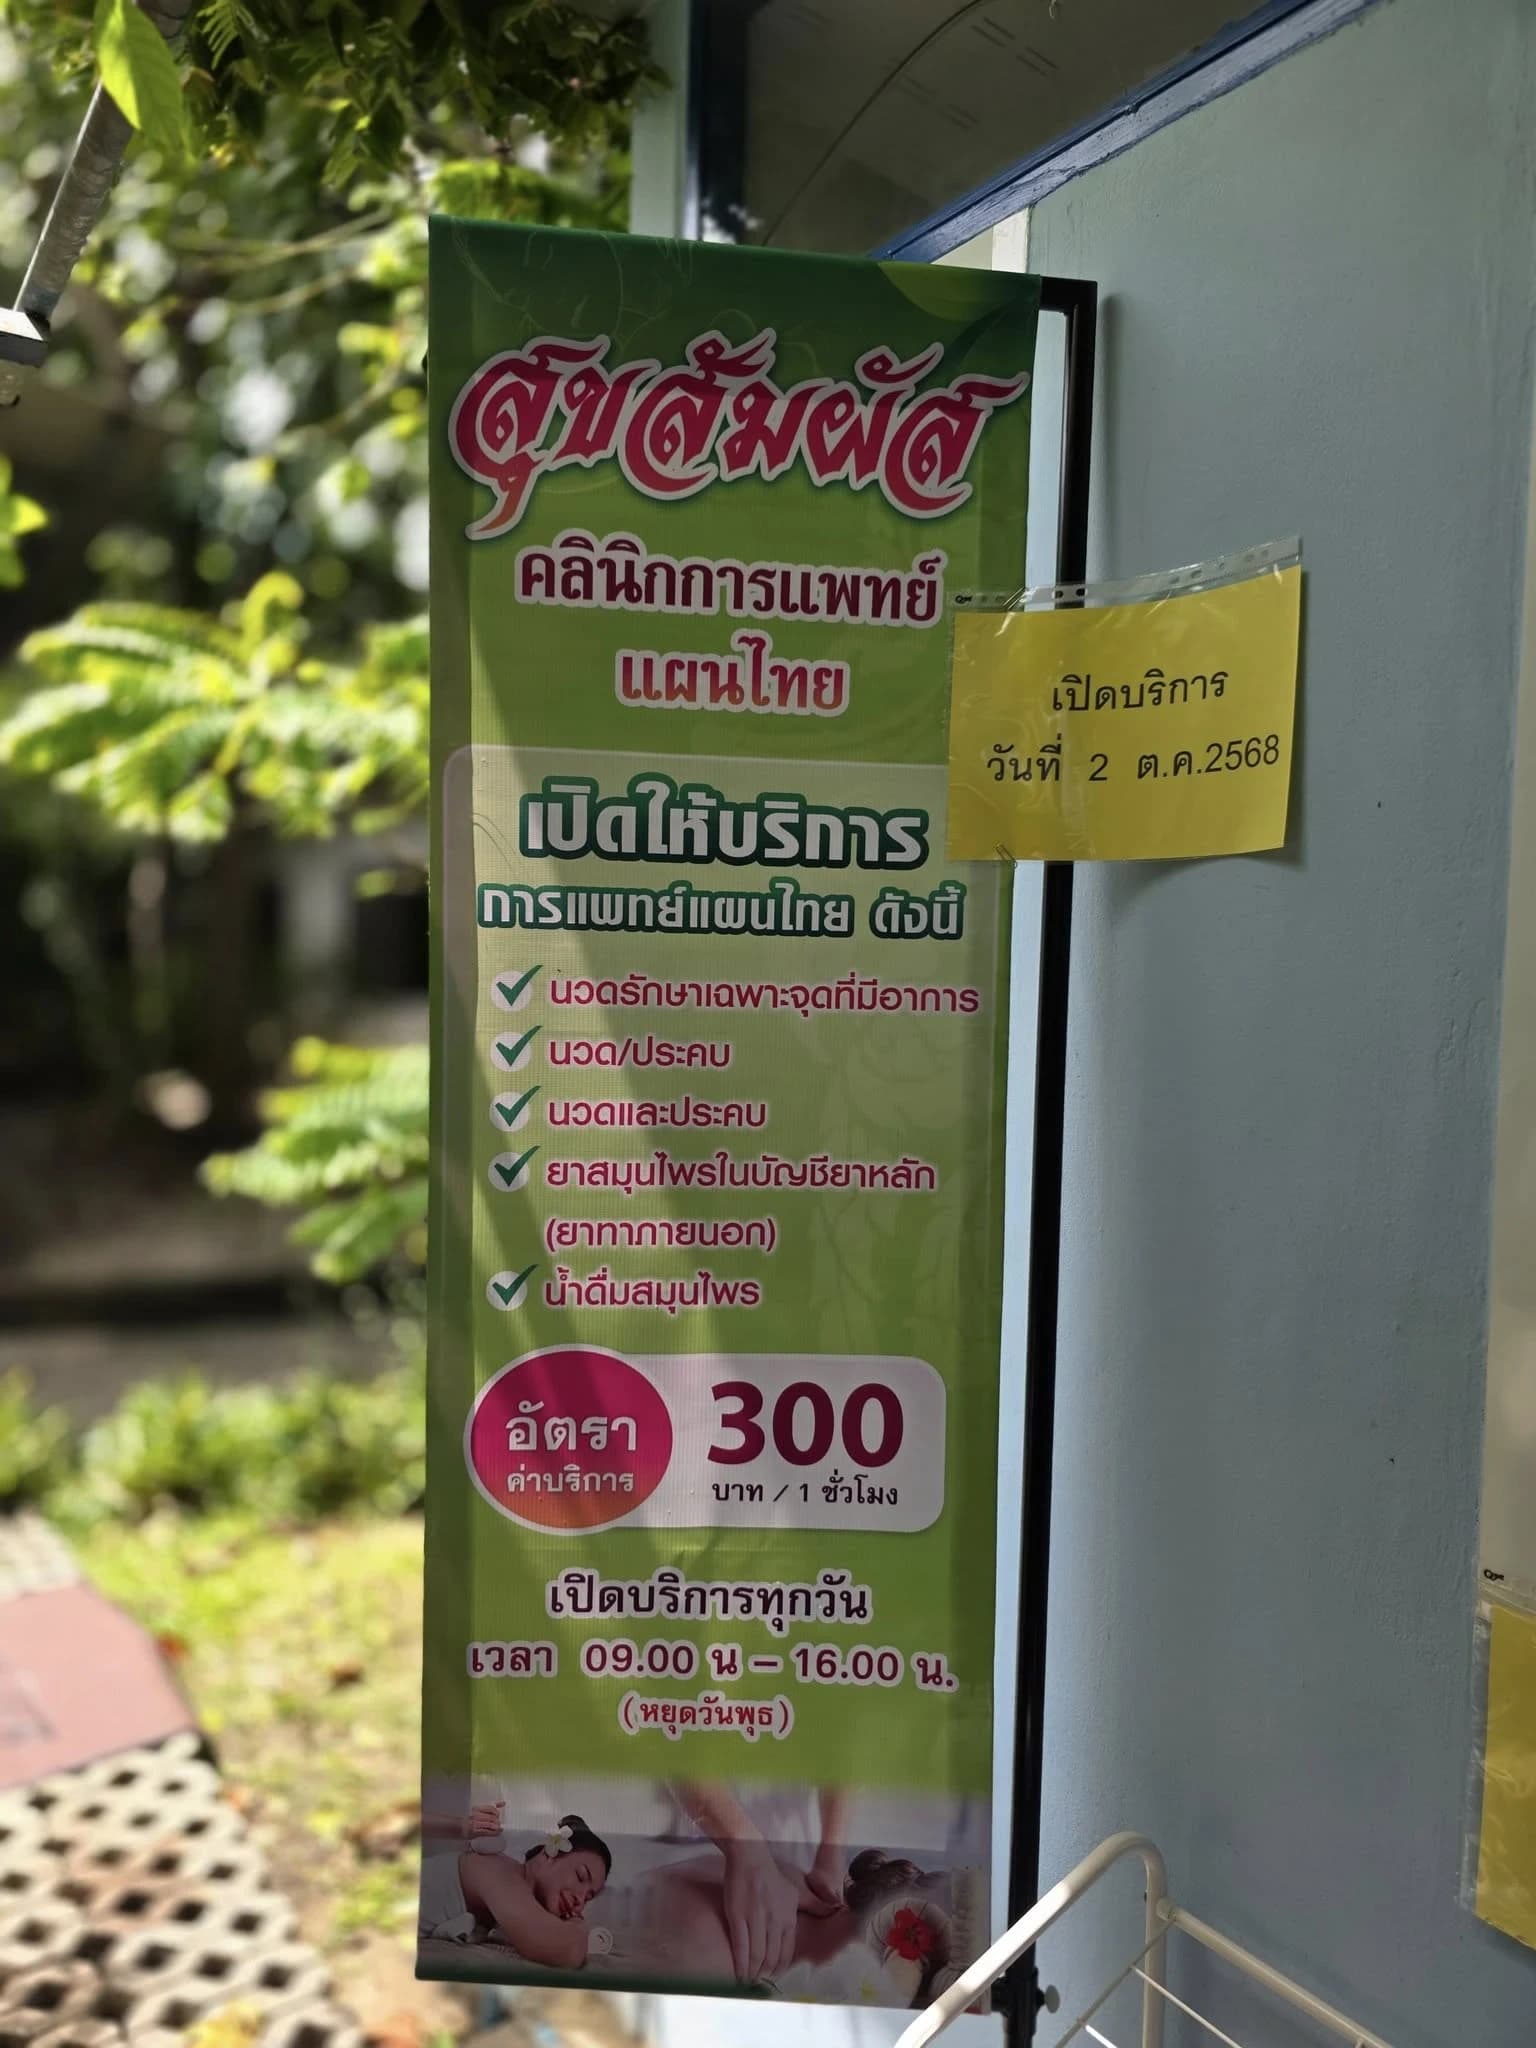 สุขสัมผัส
คลินิกการแพทย์
แผนไทย
เปิดบริการ
วันที่ 2 ต.ค.2568
เปิดให้บริการ
การแพทย์แผนไทย ดังนี้
นวดรักษาเฉพาะจุดที่มีอาการ
นวด/ประคบ
นวดและประคบ
ยาสมุนไพรในบัญชียาหลัก
(ยาทาภายนอก)
น้ำดื่มสมุนไพร
อัตรา
ค่าบริการ
300
บาท / 1 ชั่วโมง
เปิดบริการทุกวัน
เวลา 09.00 น – 16.00 น.
(หยุดวันพุธ)